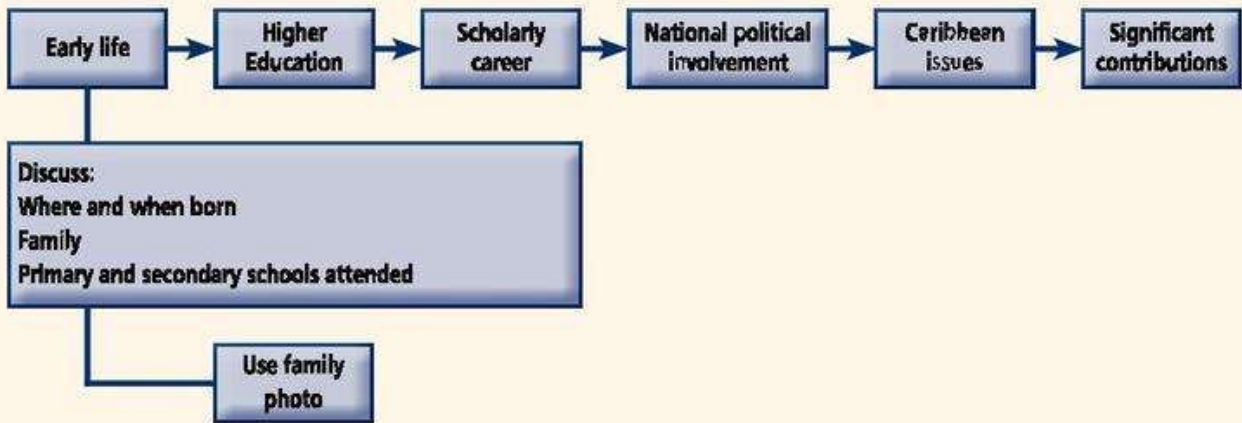 Early life
Higher
Education
Scholarly
career
National political
involvement
Caribbean
issues
Significant
contributions
Discuss:
Where and when born
Family
Primary and secondary schools attended
Use family
photo